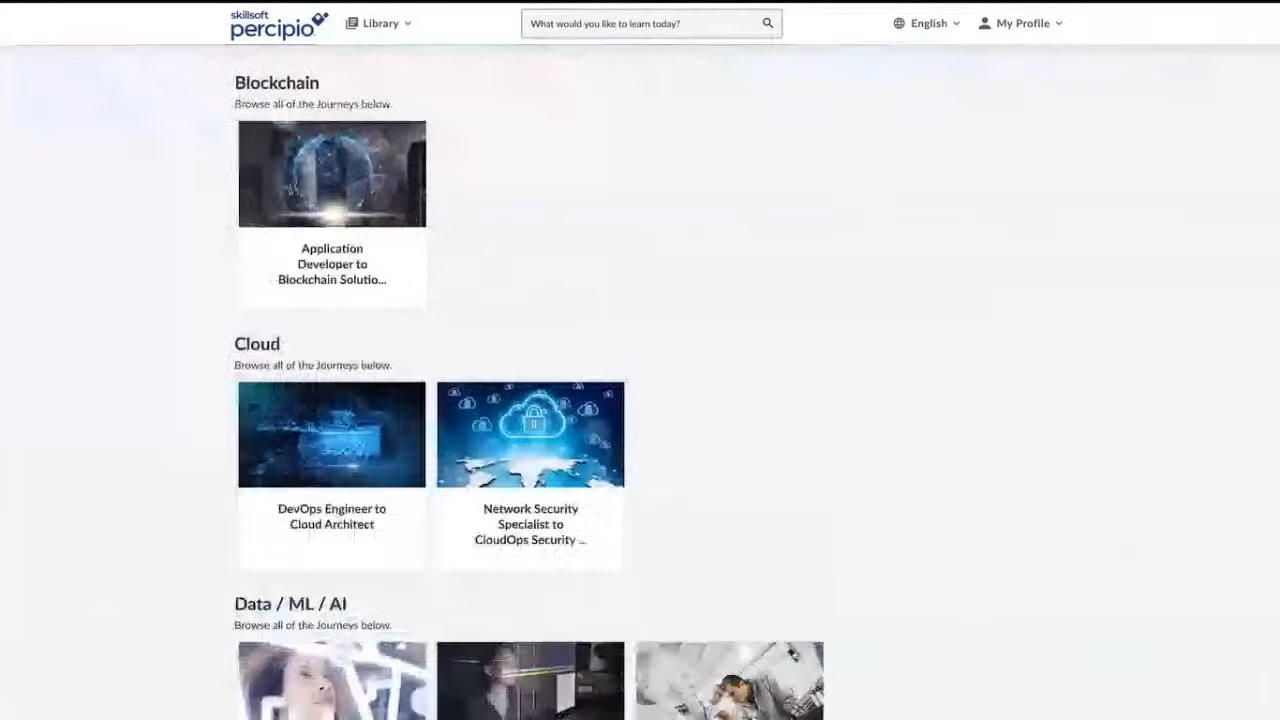 skillsoft
percipio
Library
What would you like to learn today?
English
My Profile
Blockchain
Browse all of the Journeys below.
Application
Developer to
Blockchain Solutio...
Cloud
Browse all of the Journeys below.
DevOps Engineer to
Cloud Architect
Network Security
Specialist to
CloudOps Security ...
Data / ML / AI
Browse all of the Journeys below.